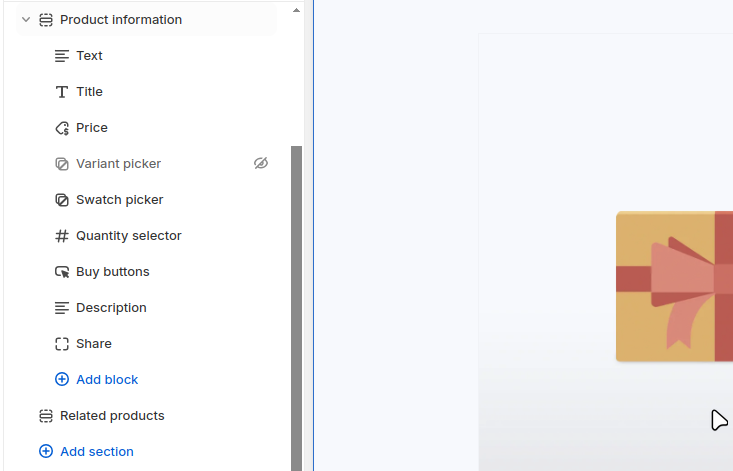 Product information
Text
Title
Price
Variant picker
Swatch picker
Quantity selector
Buy buttons
Description
Share
Add block
Related products
Add section